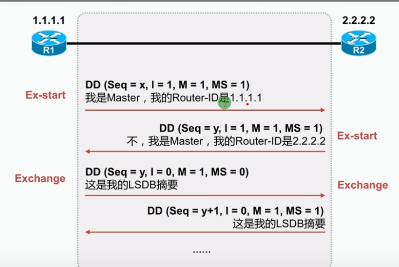 1.1.1.1
2.2.2.2
R1
R2
DD (Seq = x, I = 1, M = 1, MS = 1)
Ex-start
我是Master，我的Router-ID是1.1.1.1
DD (Seq = y, I = 1, M = 1, MS = 1)
Ex-start
不，我是Master，我的Router-ID是2.2.2.2
Exchange
DD (Seq = y, I = 0, M = 1, MS = 0)
Exchange
这是我的LSDB摘要
DD (Seq = y+1, I = 0, M = 1, MS = 1)
这是我的LSDB摘要
......